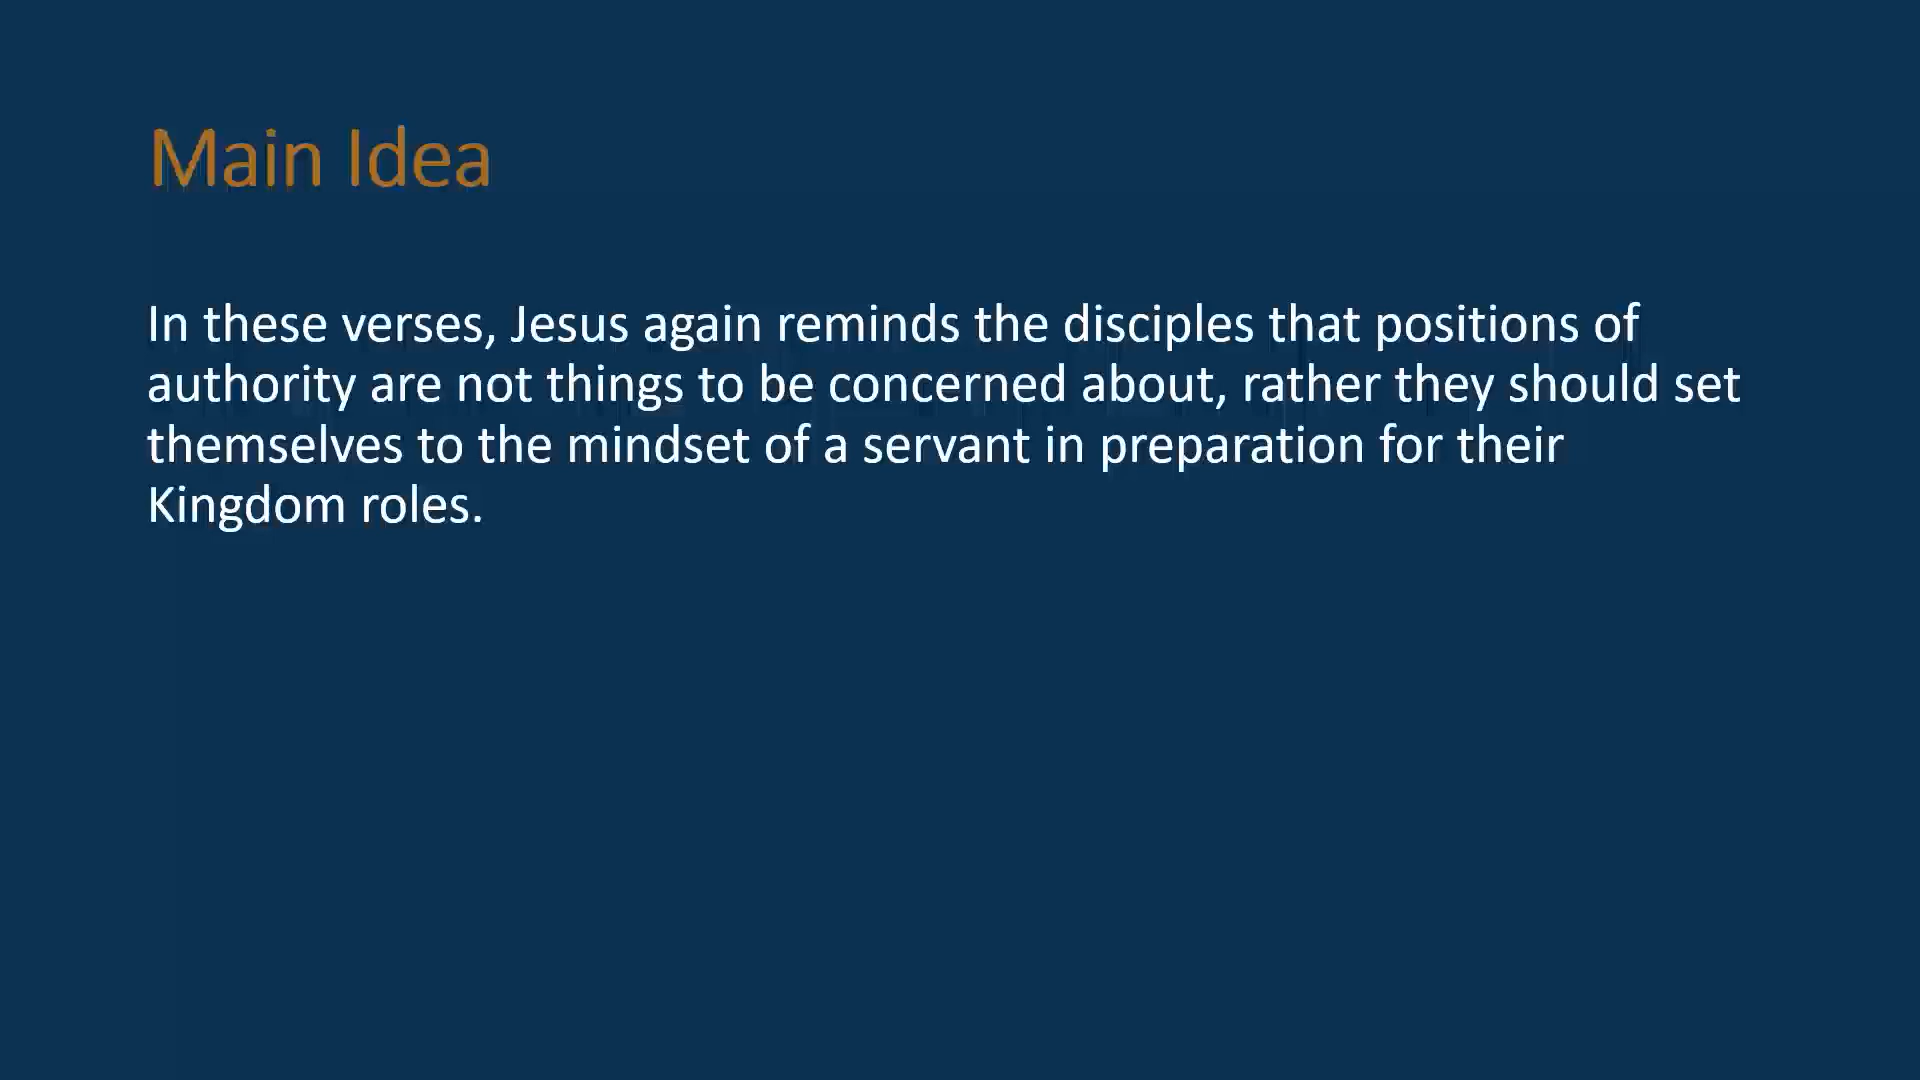 Main Idea
In these verses, Jesus again reminds the disciples that positions of
authority are not things to be concerned about, rather they should set
themselves to the mindset of a servant in preparation for their
Kingdom roles.